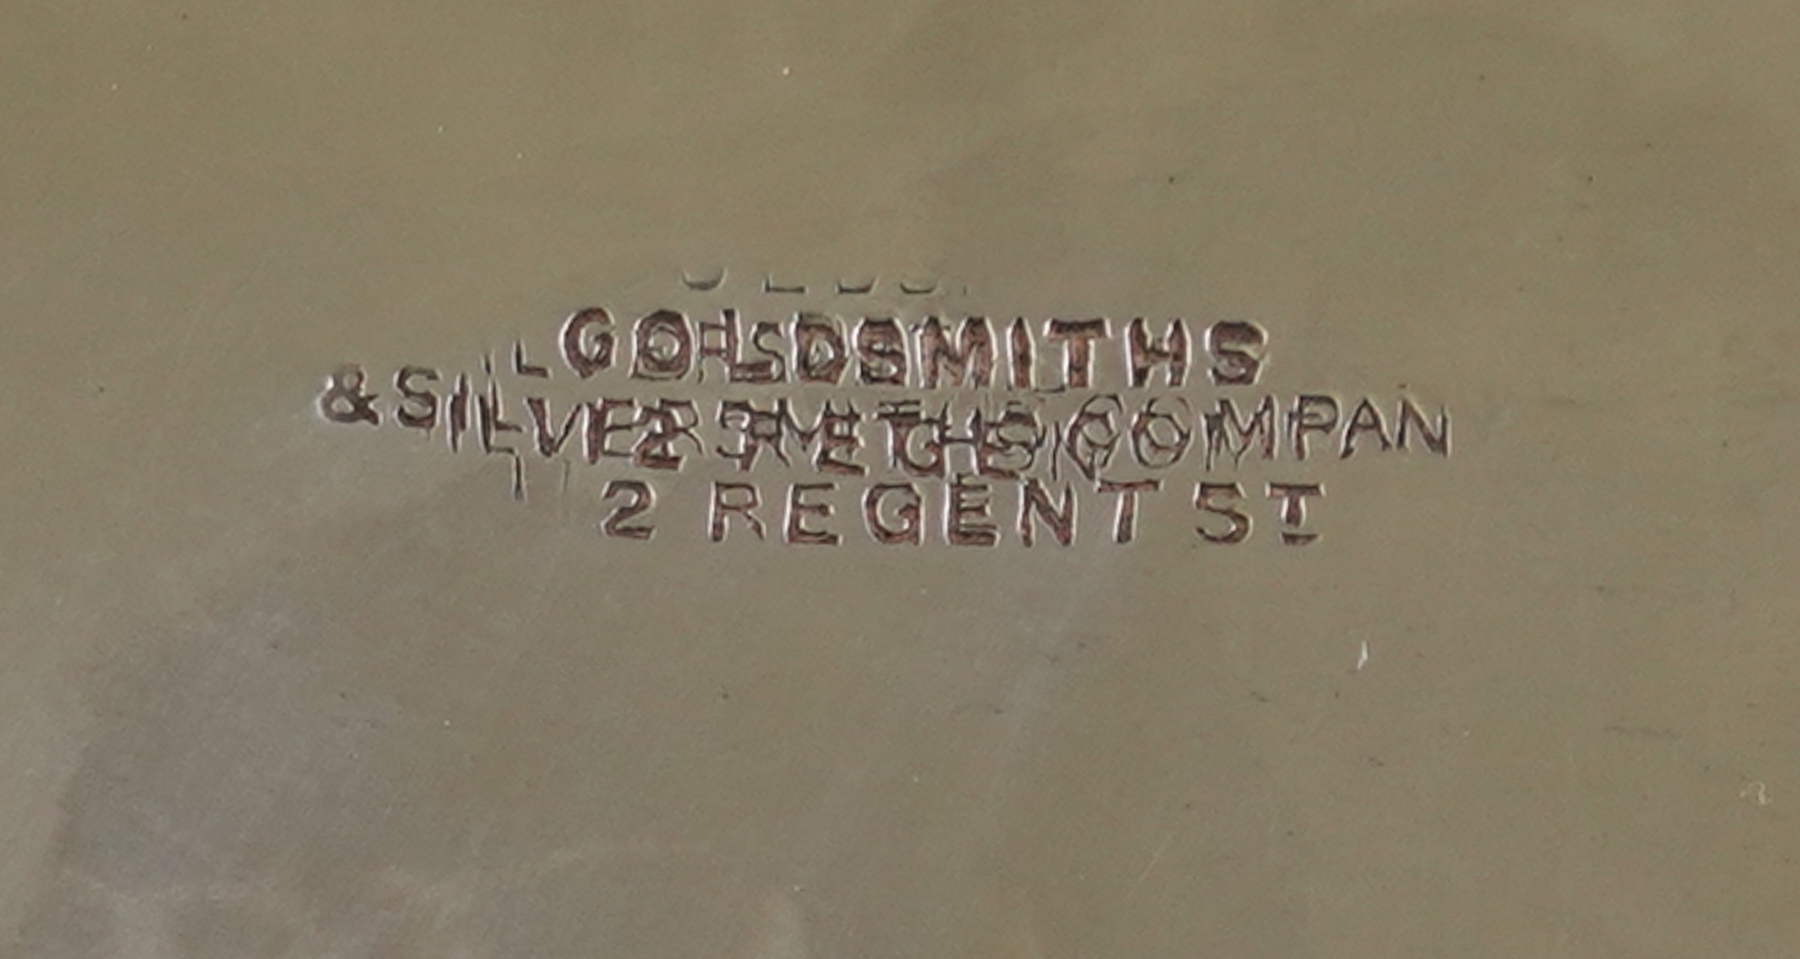 GOLDSMITHS
& SILVERSMITHS COMPAN
2 REGENT ST